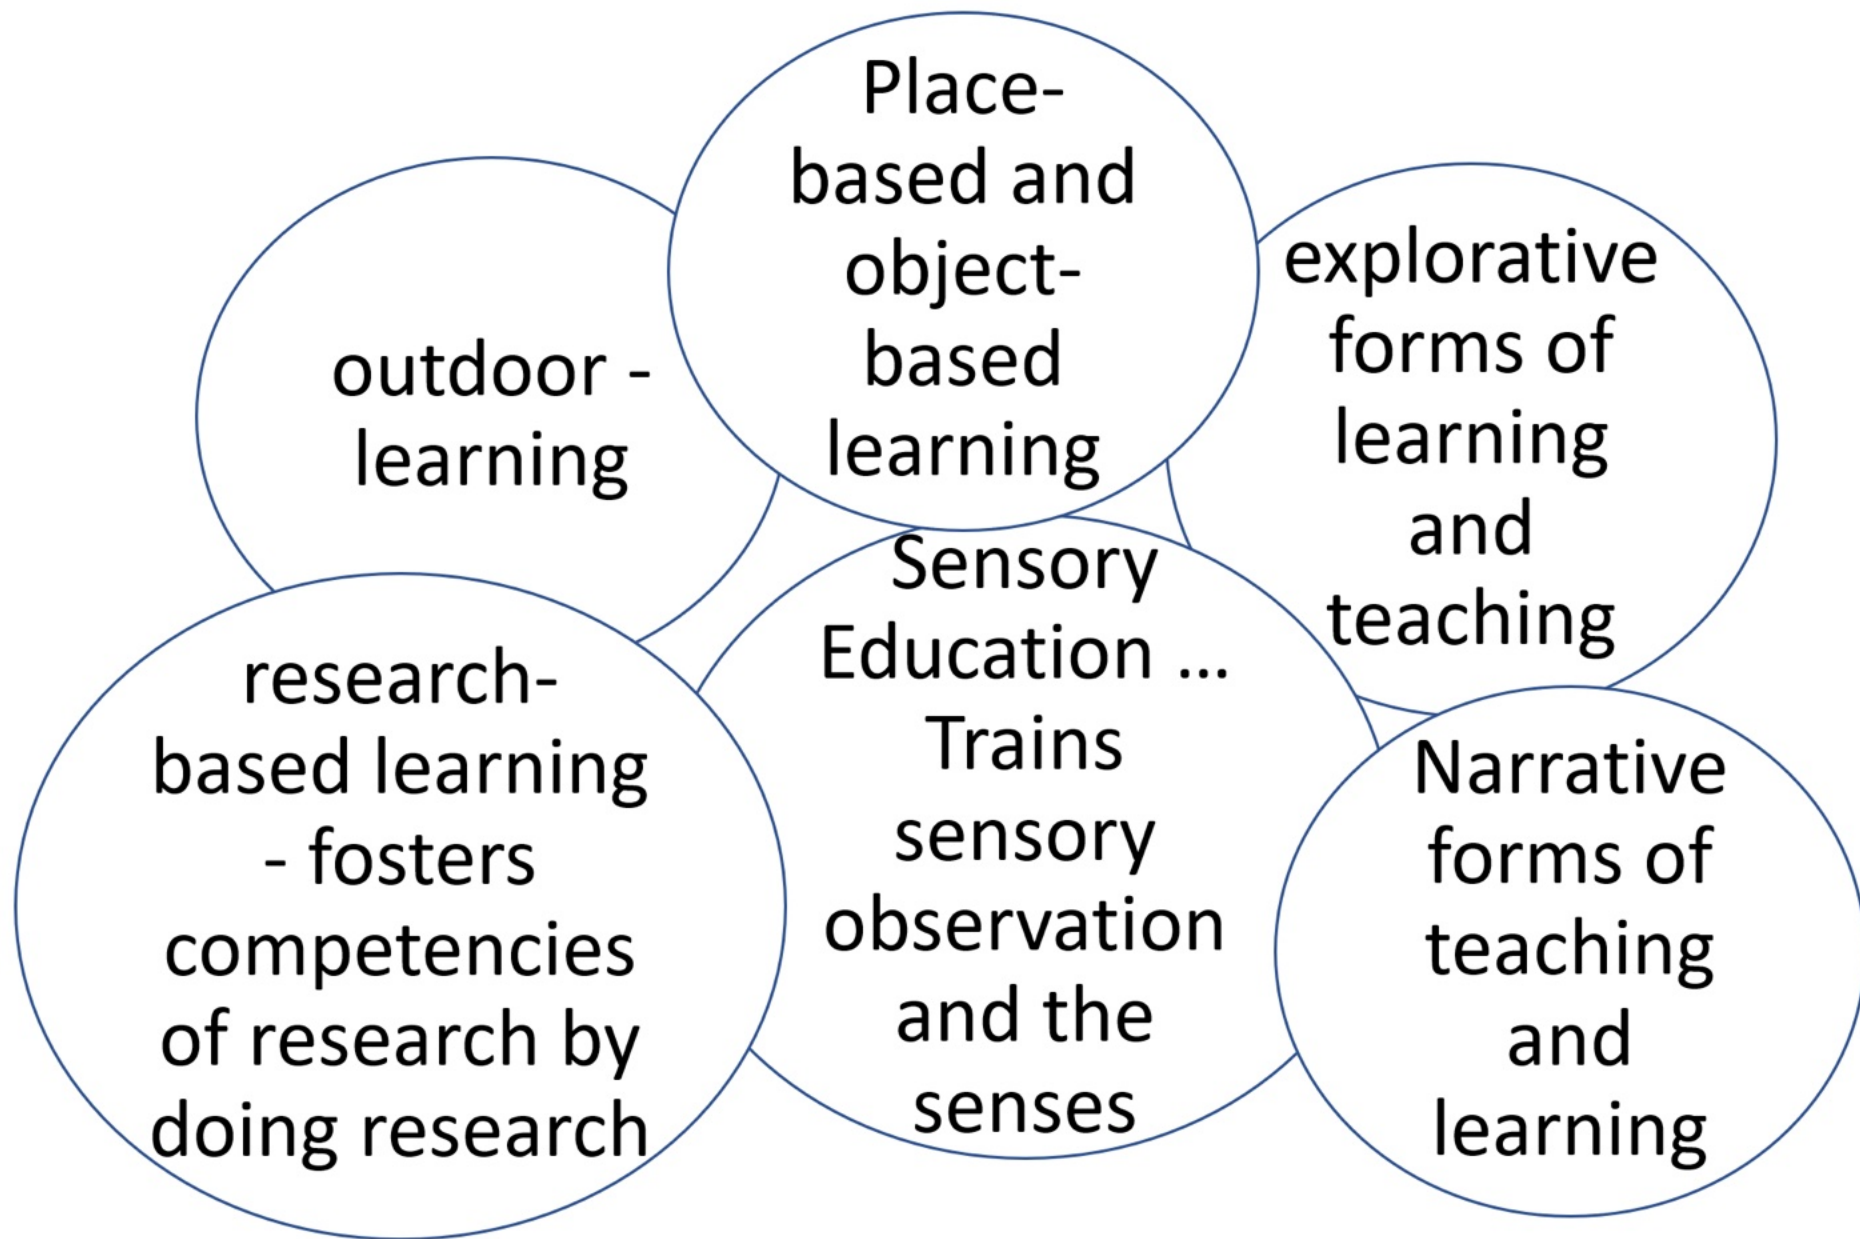 Place-
based and
object-
based
learning
outdoor -
learning
explorative
forms of
learning
and
teaching
research-
based learning
- fosters
competencies
of research by
doing research
Sensory
Education ...
Trains
sensory
observation
and the
senses
Narrative
forms of
teaching
and
learning